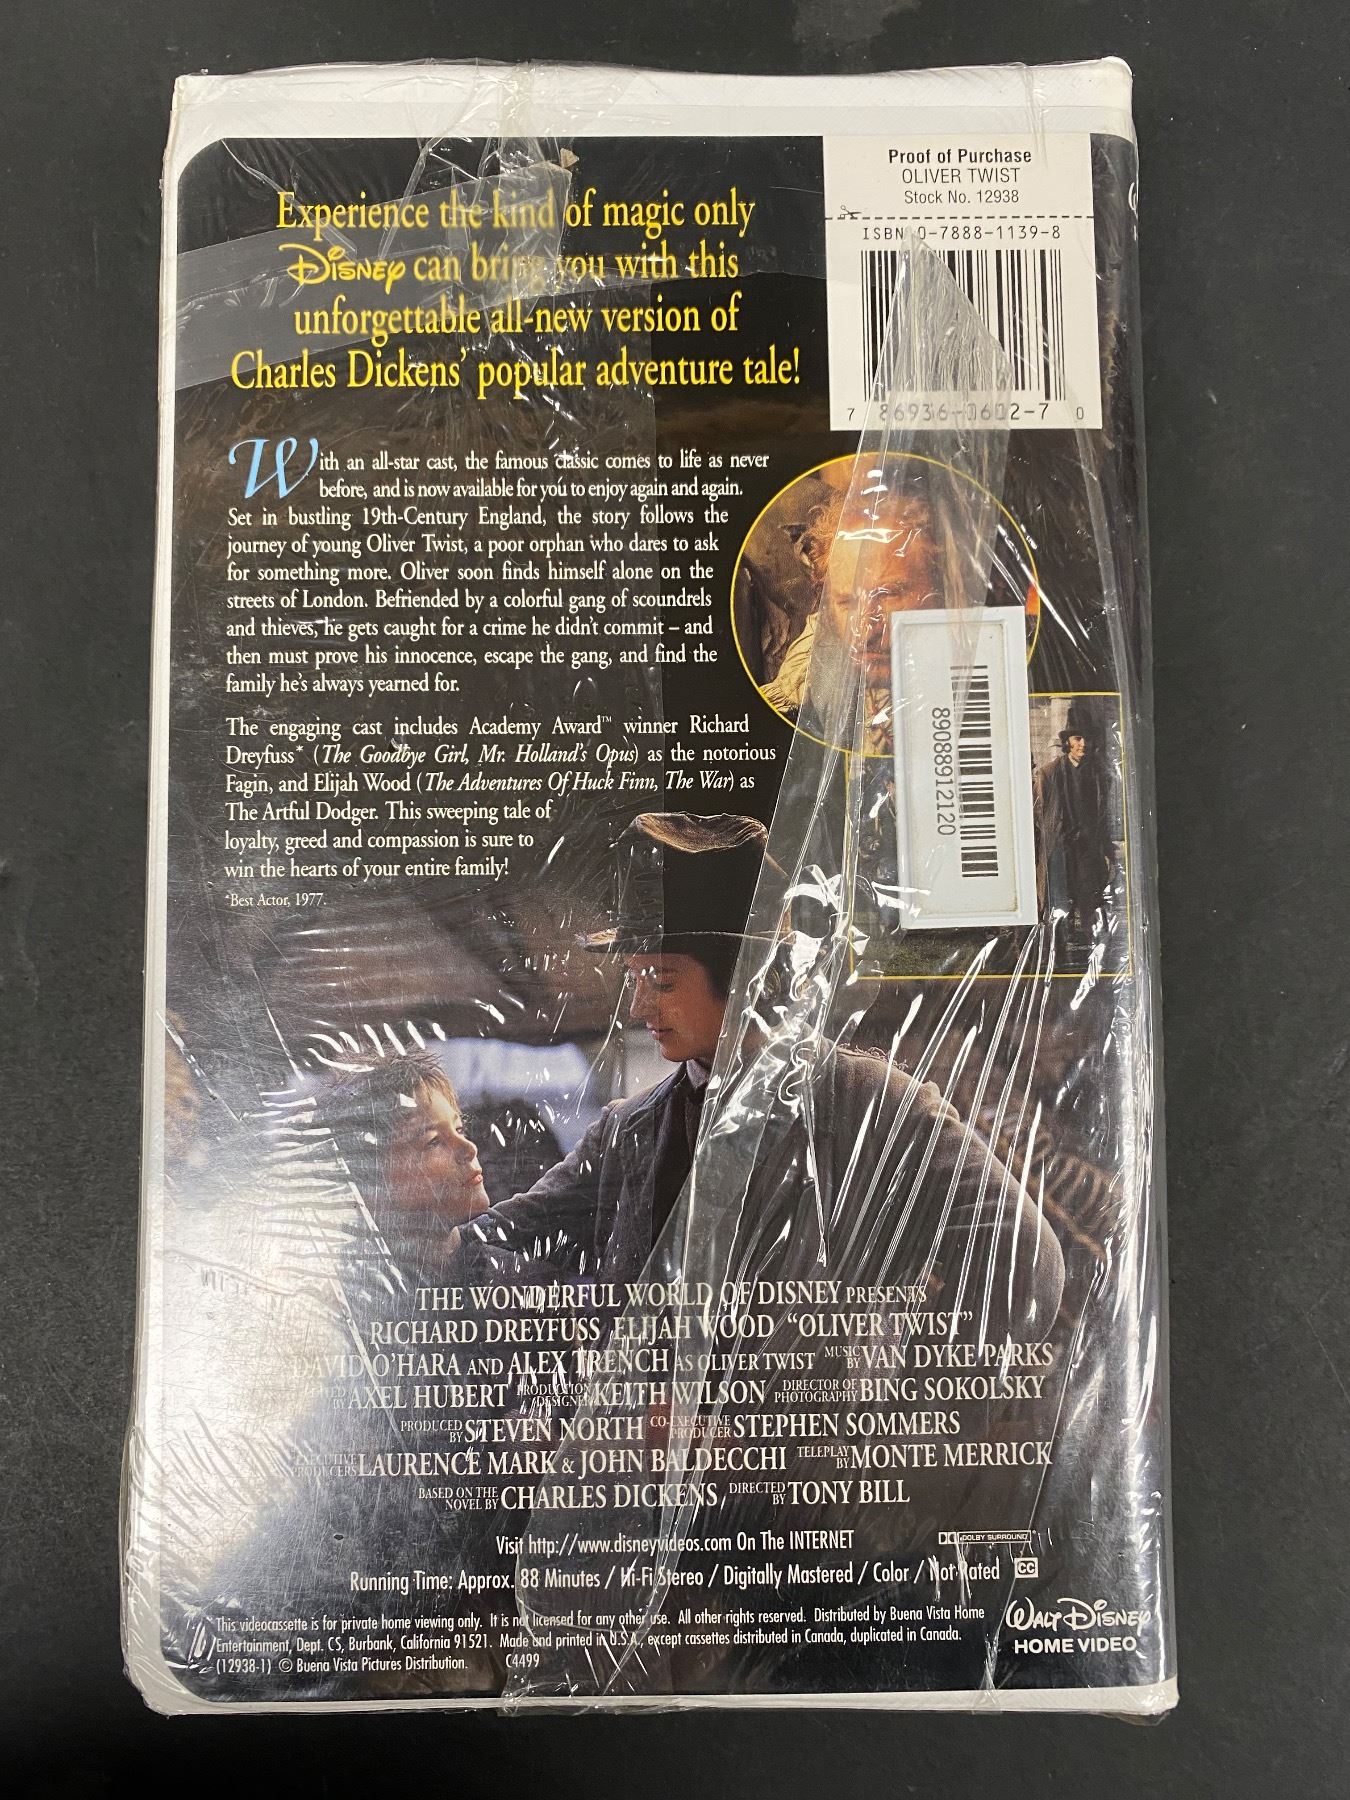 Experience the kind of magic only
Disney can bring you with this
unforgettable all-new version of
Charles Dickens' popular adventure tale!
Proof of Purchase
OLIVER TWIST
Stock No. 12938
ISBN 0-7888-1139-8
7 86936-0602-7 0
With an all-star cast, the famous classic comes to life as never
before, and is now available for you to enjoy again and again.
Set in bustling 19th-Century England, the story follows the
journey of young Oliver Twist, a poor orphan who dares to ask
for something more. Oliver soon finds himself alone on the
streets of London. Befriended by a colorful gang of scoundrels
and thieves, he gets caught for a crime he didn't commit – and
then must prove his innocence, escape the gang, and find the
family he's always yearned for.
The engaging cast includes Academy Award™ winner Richard
Dreyfuss* (The Goodbye Girl, Mr. Holland's Opus) as the notorious
Fagin, and Elijah Wood (The Adventures Of Huck Finn, The War) as
The Artful Dodger. This sweeping tale of
loyalty, greed and compassion is sure to
win the hearts of your entire family!
*Best Actor, 1977.
8908891212120
THE WONDERFUL WORLD OF DISNEY PRESENTS
RICHARD DREYFUSS ELIJAH WOOD "OLIVER TWIST"
DAVID O'HARA AND ALEX TRENCH AS OLIVER TWIST MUSIC BY VAN DYKE PARKS
EDITED BY AXEL HUBERT PRODUCTION DESIGNER KEITH WILSON DIRECTOR OF PHOTOGRAPHY BING SOKOLSKY
PRODUCED BY STEVEN NORTH CO-EXECUTIVE PRODUCER STEPHEN SOMMERS
EXECUTIVE PRODUCERS LAURENCE MARK & JOHN BALDECCHI TELEPLAY BY MONTE MERRICK
BASED ON THE NOVEL BY CHARLES DICKENS, DIRECTED BY TONY BILL
Visit http://www.disneyvideos.com On The INTERNET
DOLBY SURROUND
Running Time: Approx. 88 Minutes / Hi-Fi Stereo / Digitally Mastered / Color / Not Rated CC
This videocassette is for private home viewing only. It is not licensed for any other use. All other rights reserved. Distributed by Buena Vista Home
Entertainment, Dept. CS, Burbank, California 91521. Made and printed in U.S.A., except cassettes distributed in Canada, duplicated in Canada.
(12938-1) © Buena Vista Pictures Distribution. C4499
WALT DISNEY
HOME VIDEO